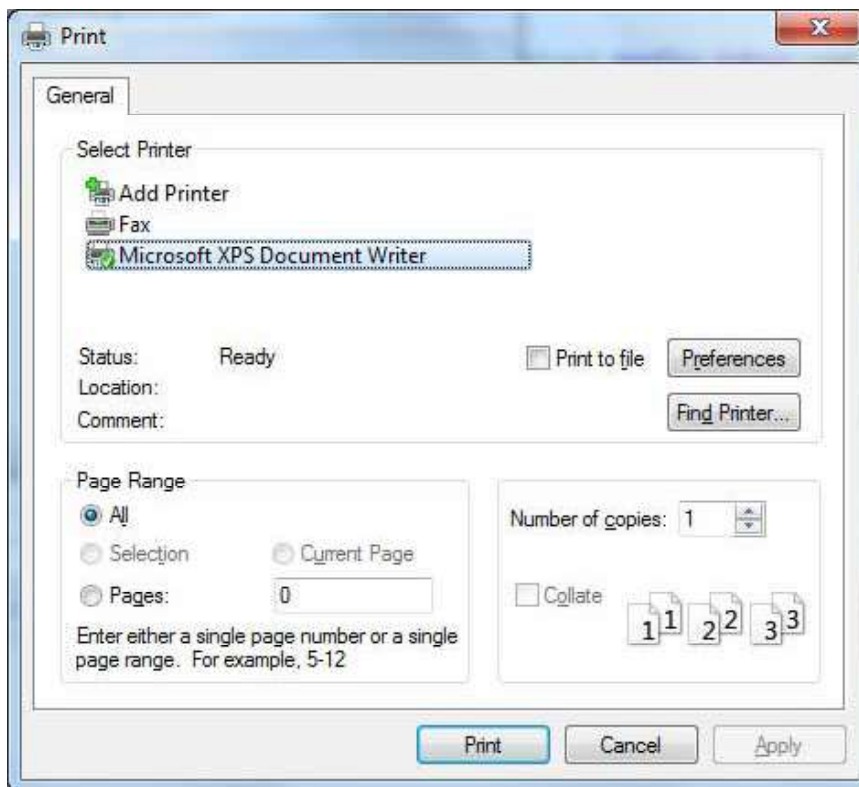 Print
General
Select Printer
Add Printer
Fax
Microsoft XPS Document Writer
Status: Ready
Print to file
Preferences
Location:
Comment:
Find Printer...
Page Range
All
Selection
Current Page
Pages: 0
Enter either a single page number or a single
page range. For example, 5-12
Number of copies: 1
Collate
1 1 2 2 3 3
Print
Cancel
Apply